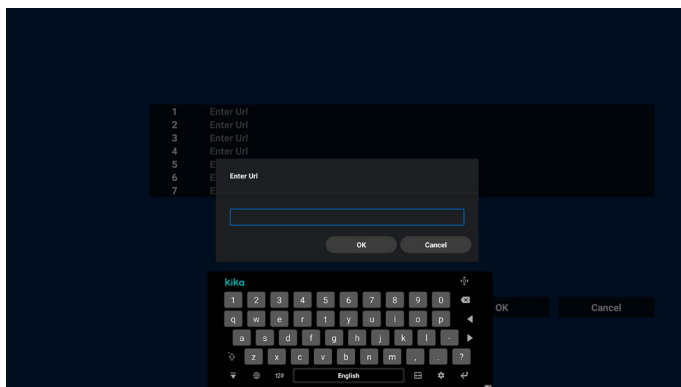 1 Enter Url
2 Enter Url
3 Enter Url
4 Enter Url
5 E
6 E
7 E
Enter Url
OK Cancel
OK Cancel
kika
1 2 3 4 5 6 7 8 9 0
q w e r t y u i o p
a s d f g h j k l -
z x c v b n m , . ?
12# English